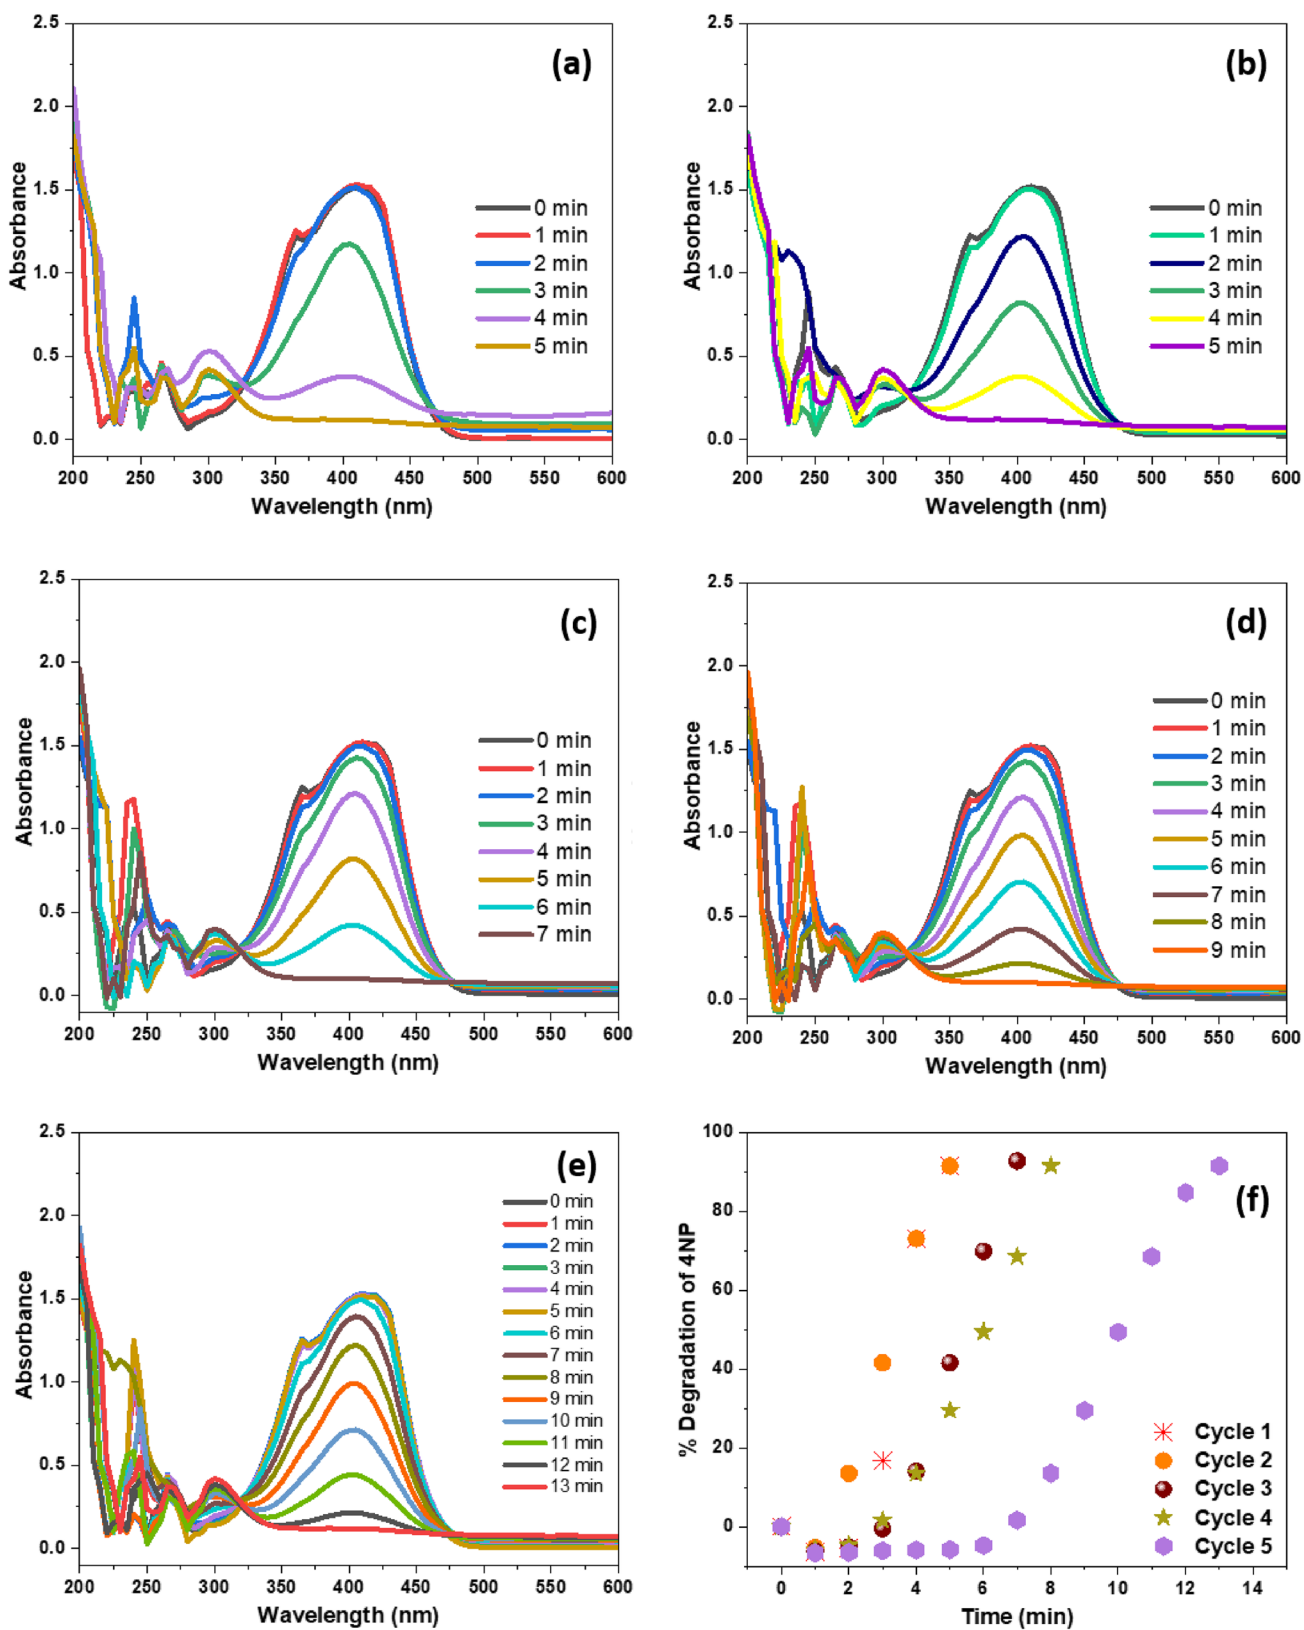 (a)
2.5
2.0
1.5
1.0
0.5
0.0
Absorbance
0 min
1 min
2 min
3 min
4 min
5 min
200 250 300 350 400 450 500 550 600
Wavelength (nm)
(b)
2.5
2.0
1.5
1.0
0.5
0.0
Absorbance
0 min
1 min
2 min
3 min
4 min
5 min
200 250 300 350 400 450 500 550 600
Wavelength (nm)
(c)
2.5
2.0
1.5
1.0
0.5
0.0
Absorbance
0 min
1 min
2 min
3 min
4 min
5 min
6 min
7 min
200 250 300 350 400 450 500 550 600
Wavelength (nm)
(d)
2.5
2.0
1.5
1.0
0.5
0.0
Absorbance
0 min
1 min
2 min
3 min
4 min
5 min
6 min
7 min
8 min
9 min
200 250 300 350 400 450 500 550 600
Wavelength (nm)
(e)
2.5
2.0
1.5
1.0
0.5
0.0
Absorbance
0 min
1 min
2 min
3 min
4 min
5 min
6 min
7 min
8 min
9 min
10 min
11 min
12 min
13 min
200 250 300 350 400 450 500 550 600
Wavelength (nm)
(f)
100
80
60
40
20
0
% Degradation of 4NP
Cycle 1
Cycle 2
Cycle 3
Cycle 4
Cycle 5
0 2 4 6 8 10 12 14
Time (min)